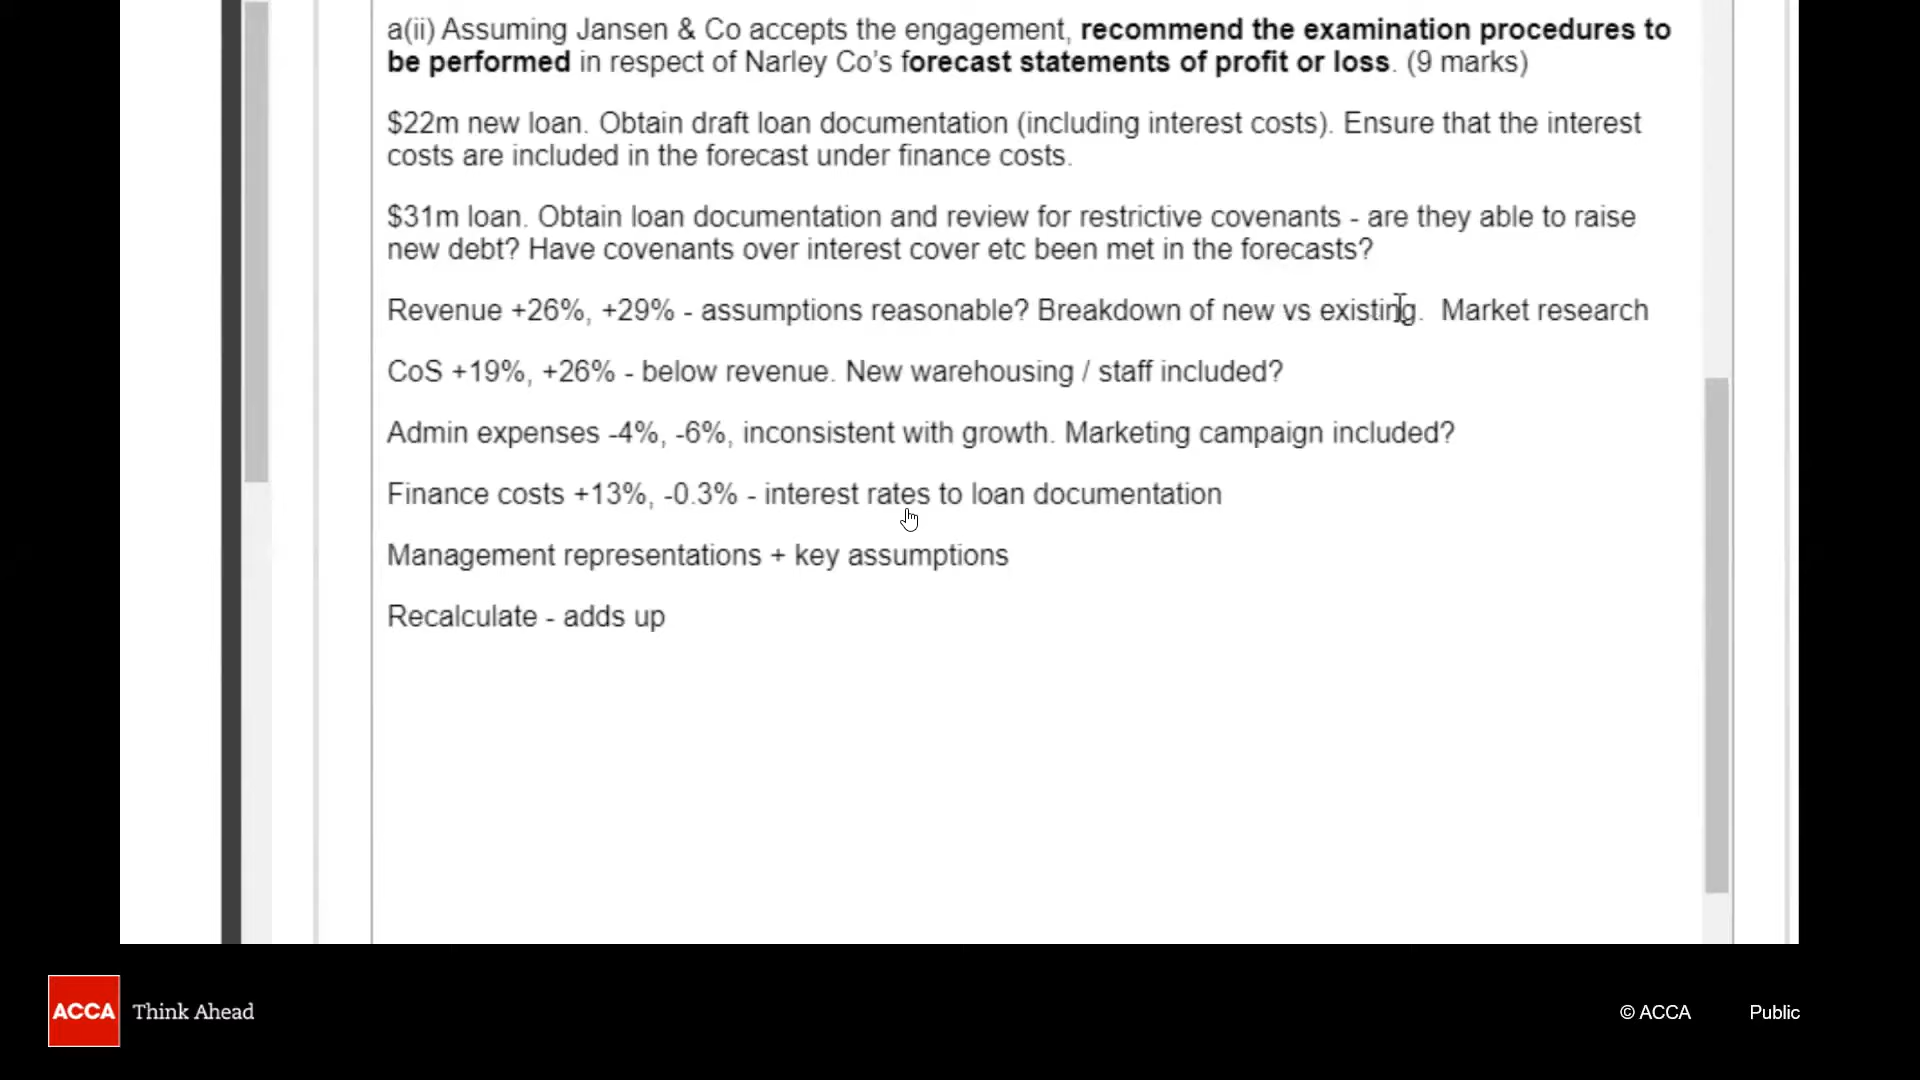 a(ii) Assuming Jansen & Co accepts the engagement, recommend the examination procedures to
be performed in respect of Narley Co’s forecast statements of profit or loss. (9 marks)
$22m new loan. Obtain draft loan documentation (including interest costs). Ensure that the interest
costs are included in the forecast under finance costs.
$31m loan. Obtain loan documentation and review for restrictive covenants - are they able to raise
new debt? Have covenants over interest cover etc been met in the forecasts?
Revenue +26%, +29% - assumptions reasonable? Breakdown of new vs existing. Market research
CoS +19%, +26% - below revenue. New warehousing / staff included?
Admin expenses -4%, -6%, inconsistent with growth. Marketing campaign included?
Finance costs +13%, -0.3% - interest rates to loan documentation
Management representations + key assumptions
Recalculate - adds up
ACCA Think Ahead
© ACCA Public